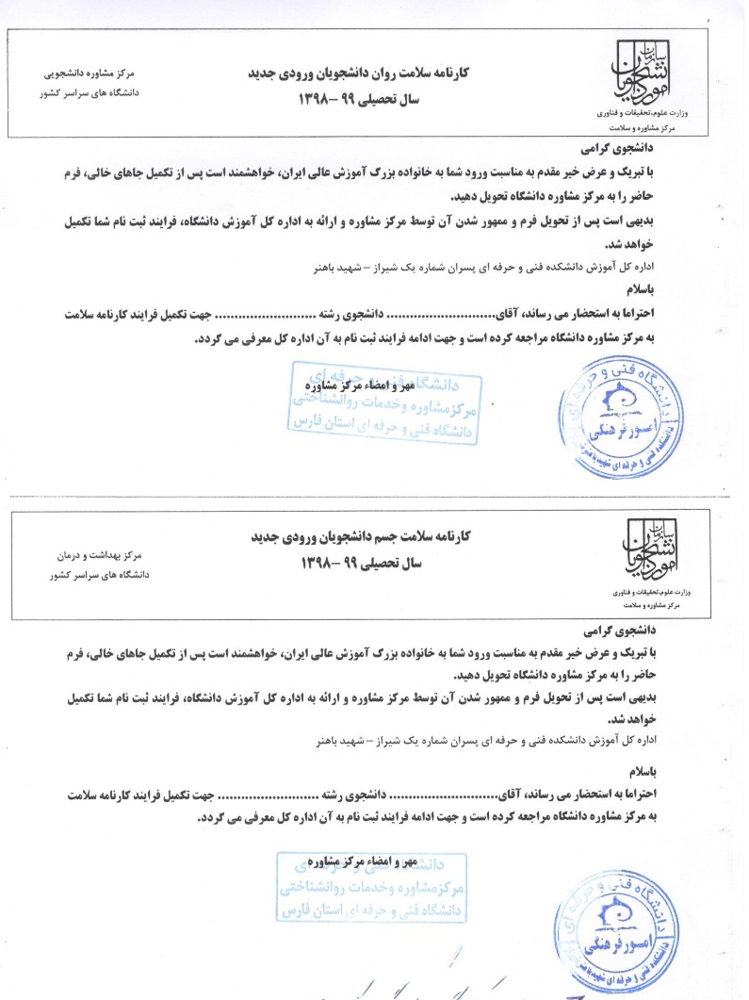 سازمان
امور دانشجویان
وزارت علوم،تحقیقات و فناوری
مرکز مشاوره و سلامت
کارنامه سلامت روان دانشجویان ورودی جدید
سال تحصیلی ۹۹ –۱۳۹۸
مرکز مشاوره دانشجویی
دانشگاه های سراسر کشور
دانشجوی گرامی
با تبریک و عرض خیر مقدم به مناسبت ورود شما به خانواده بزرگ آموزش عالی ایران، خواهشمند است پس از تکمیل جاهای خالی، فرم
حاضر را به مرکز مشاوره دانشگاه تحویل دهید.
بدیهی است پس از تحویل فرم و ممهور شدن آن توسط مرکز مشاوره و ارائه به اداره کل آموزش دانشگاه، فرایند ثبت نام شما تکمیل
خواهد شد.
اداره کل آموزش دانشکده فنی و حرفه ای پسران شماره یک شیراز – شهید باهنر
باسلام
احتراما به استحضار می رساند، آقای............................ دانشجوی رشته .......................... جهت تکمیل فرایند کارنامه سلامت
به مرکز مشاوره دانشگاه مراجعه کرده است و جهت ادامه فرایند ثبت نام به آن اداره کل معرفی می گردد.
مهر و امضاء مرکز مشاوره
دانشگاه فنی و حرفه ای
مرکزمشاوره وخدمات روانشناختی
دانشگاه فنی و حرفه ای استان فارس
دانشگاه فنی و حرفه ای
امورفرهنگی
دانشکده فنی و حرفه ای شهید باهنر
سازمان
امور دانشجویان
وزارت علوم،تحقیقات و فناوری
مرکز مشاوره و سلامت
کارنامه سلامت جسم دانشجویان ورودی جدید
سال تحصیلی ۹۹ –۱۳۹۸
مرکز بهداشت و درمان
دانشگاه های سراسر کشور
دانشجوی گرامی
با تبریک و عرض خیر مقدم به مناسبت ورود شما به خانواده بزرگ آموزش عالی ایران، خواهشمند است پس از تکمیل جاهای خالی، فرم
حاضر را به مرکز مشاوره دانشگاه تحویل دهید.
بدیهی است پس از تحویل فرم و ممهور شدن آن توسط مرکز مشاوره و ارائه به اداره کل آموزش دانشگاه، فرایند ثبت نام شما تکمیل
خواهد شد.
اداره کل آموزش دانشکده فنی و حرفه ای پسران شماره یک شیراز – شهید باهنر
باسلام
احتراما به استحضار می رساند، آقای............................ دانشجوی رشته .......................... جهت تکمیل فرایند کارنامه سلامت
به مرکز مشاوره دانشگاه مراجعه کرده است و جهت ادامه فرایند ثبت نام به آن اداره کل معرفی می گردد.
مهر و امضاء مرکز مشاوره
دانشگاه فنی و حرفه ای
مرکزمشاوره وخدمات روانشناختی
دانشگاه فنی و حرفه ای استان فارس
دانشگاه فنی و حرفه ای
امورفرهنگی
دانشکده فنی و حرفه ای شهید باهنر